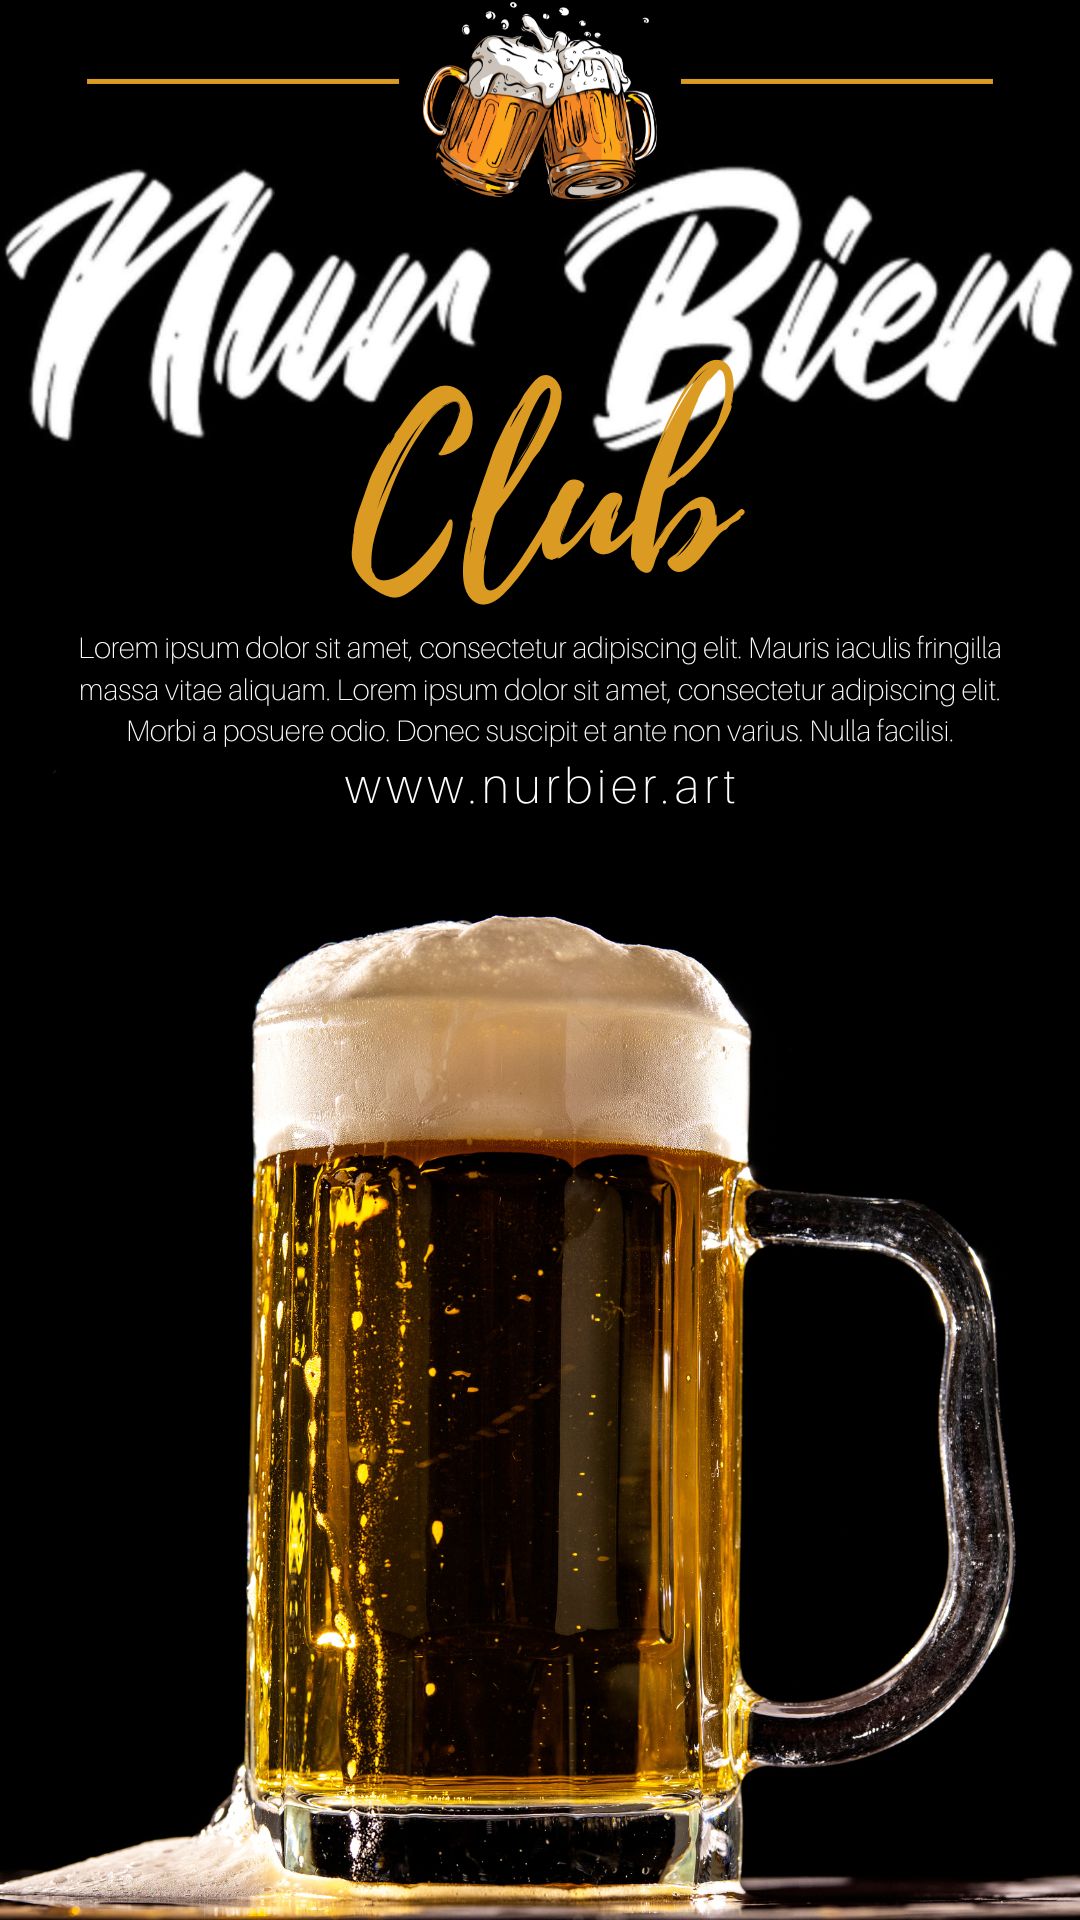 Nur Bier
Club
Lorem ipsum dolor sit amet, consectetur adipiscing elit. Mauris iaculis fringilla
massa vitae aliquam. Lorem ipsum dolor sit amet, consectetur adipiscing elit.
Morbi a posuere odio. Donec suscipit et ante non varius. Nulla facilisi.
www.nurbier.art